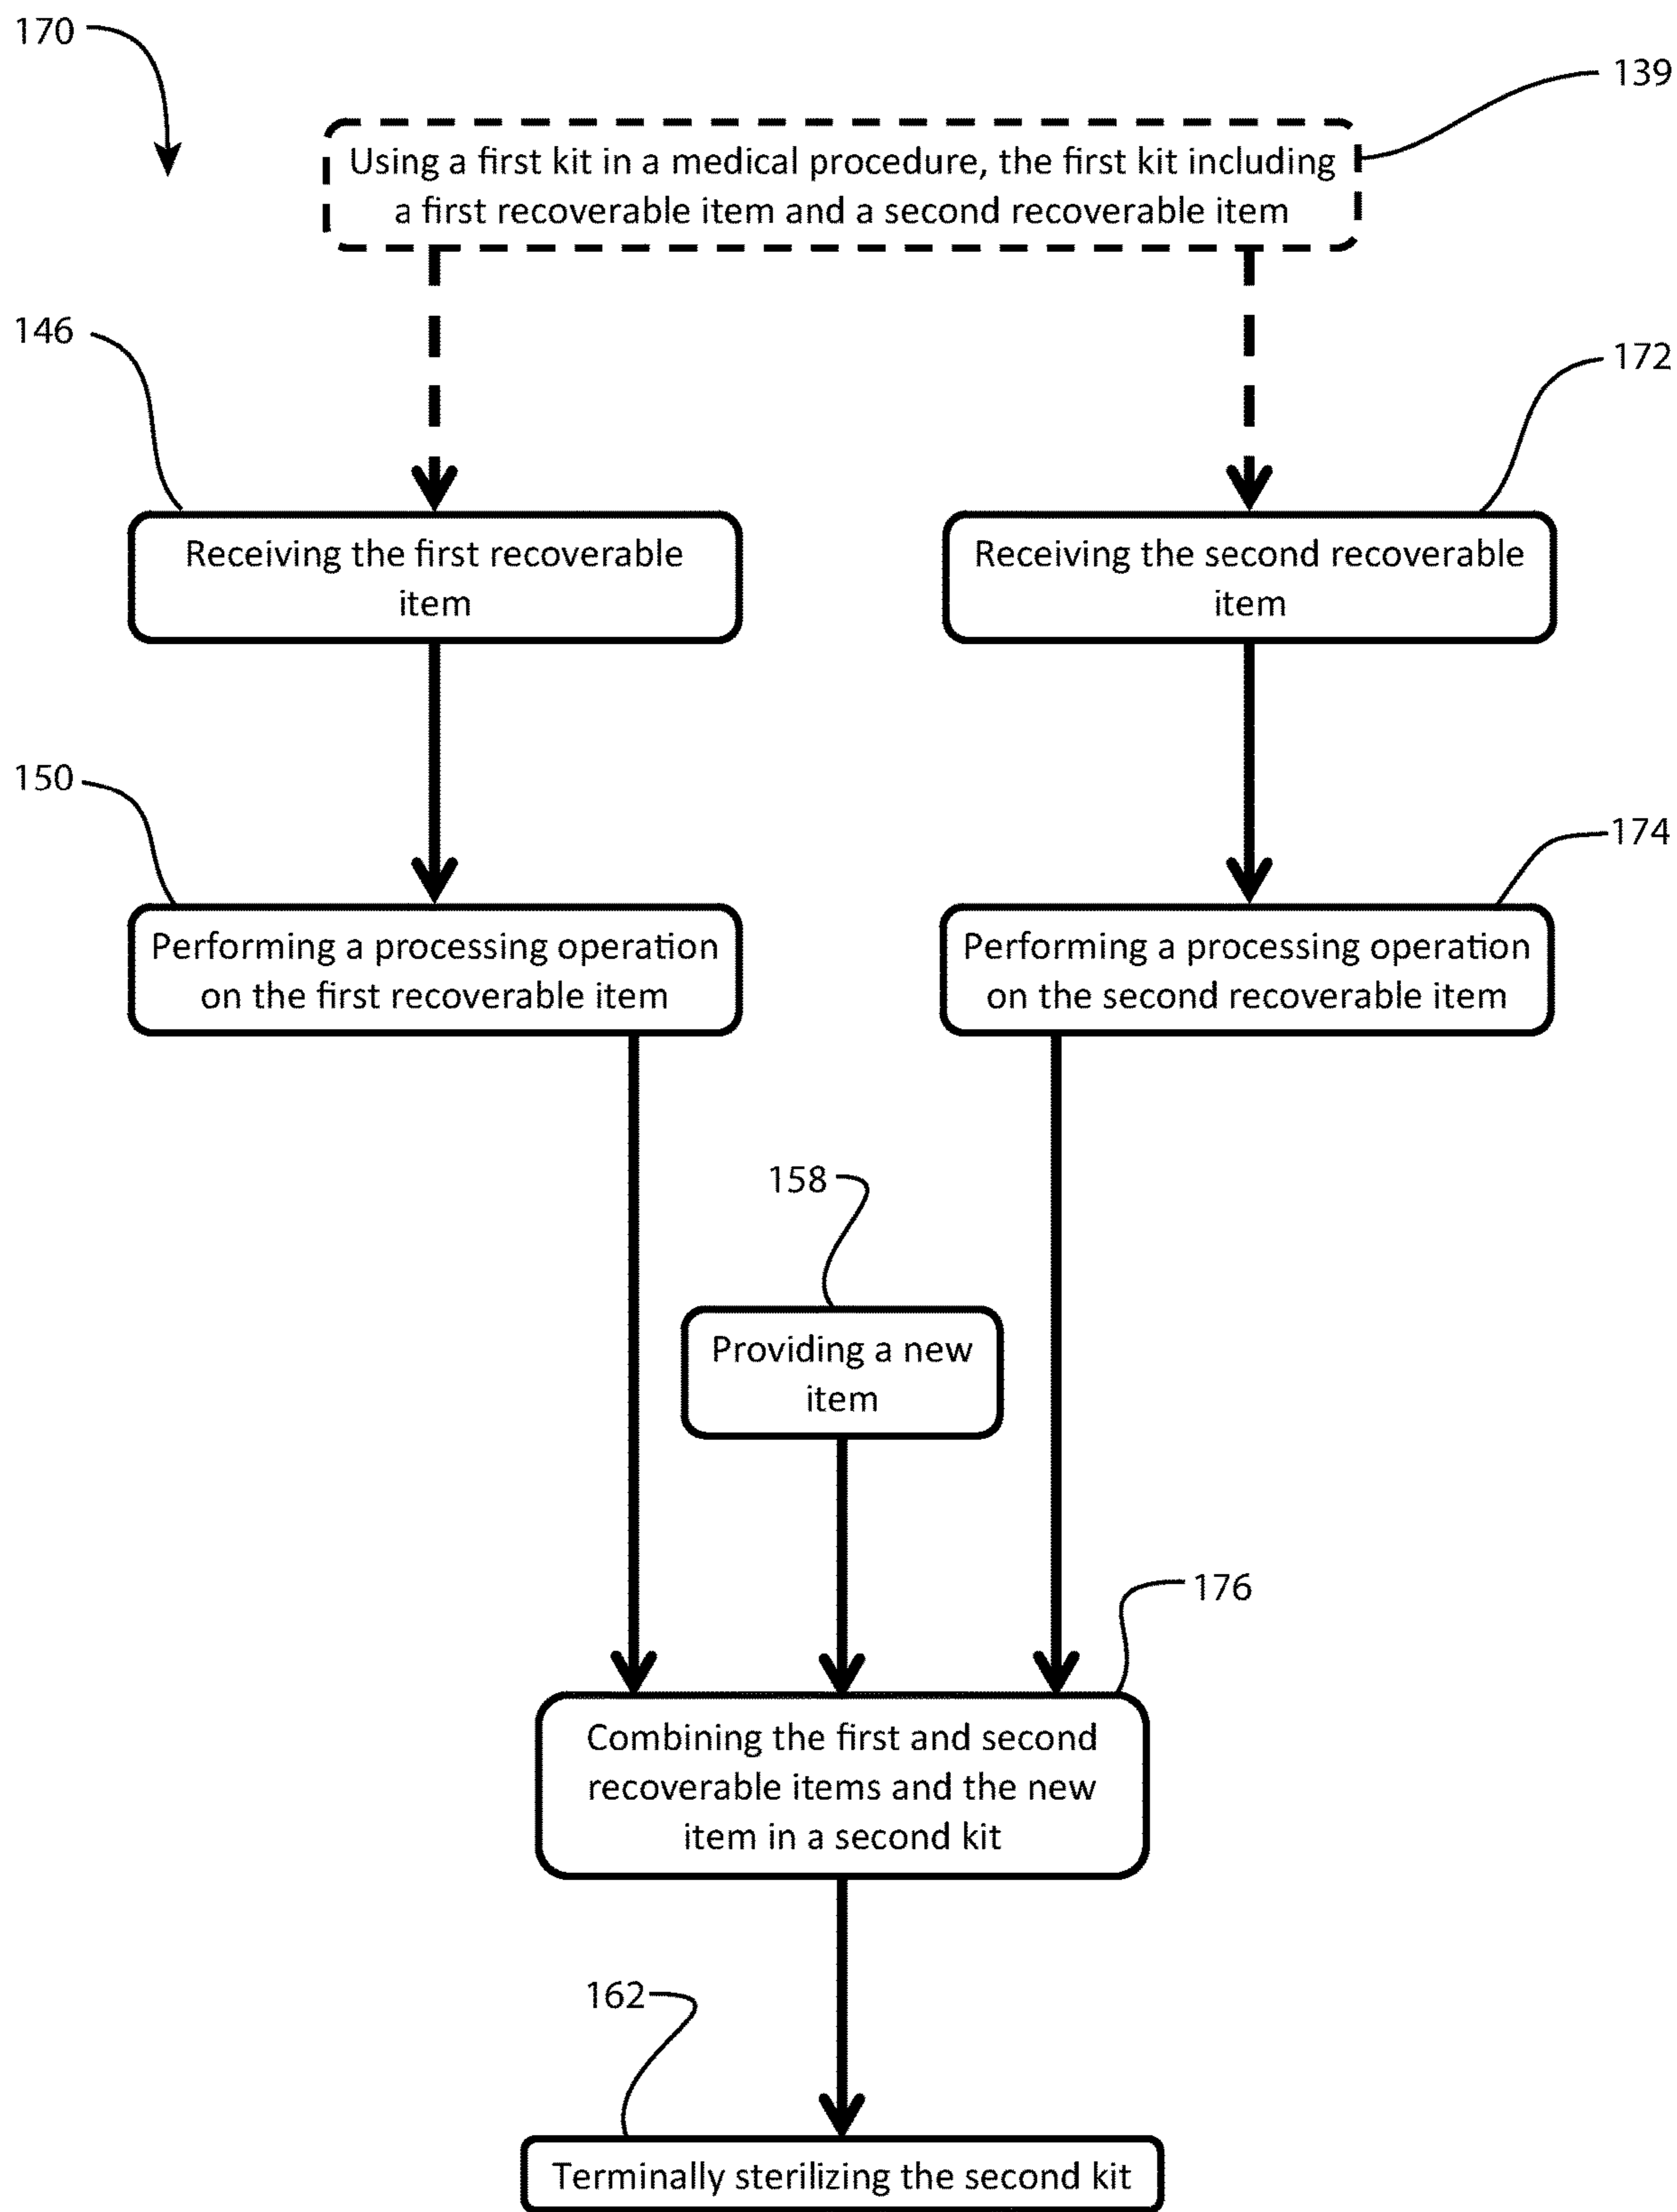 170
139
Using a first kit in a medical procedure, the first kit including
a first recoverable item and a second recoverable item
146
172
Receiving the first recoverable
item
Receiving the second recoverable
item
150
174
Performing a processing operation
on the first recoverable item
Performing a processing operation
on the second recoverable item
158
Providing a new
item
176
Combining the first and second
recoverable items and the new
item in a second kit
162
Terminally sterilizing the second kit